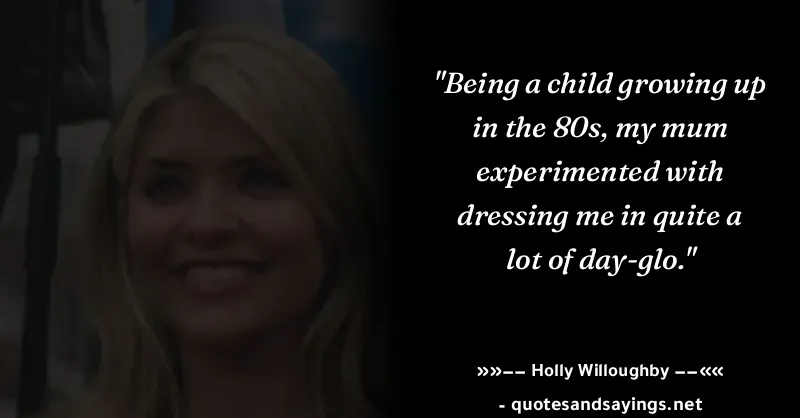 "Being a child growing up
in the 80s, my mum
experimented with
dressing me in quite a
lot of day-glo."
»»–– Holly Willoughby ––««
- quotesandsayings.net